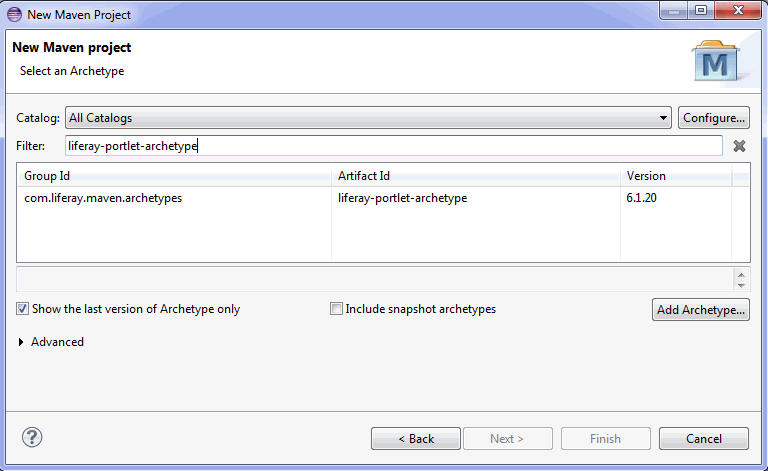 New Maven Project
New Maven project
Select an Archetype
M
Catalog: All Catalogs Configure...
Filter: liferay-portlet-archetype
Group Id Artifact Id Version
com.liferay.maven.archetypes liferay-portlet-archetype 6.1.20
Show the last version of Archetype only Include snapshot archetypes Add Archetype...
Advanced
? < Back Next > Finish Cancel